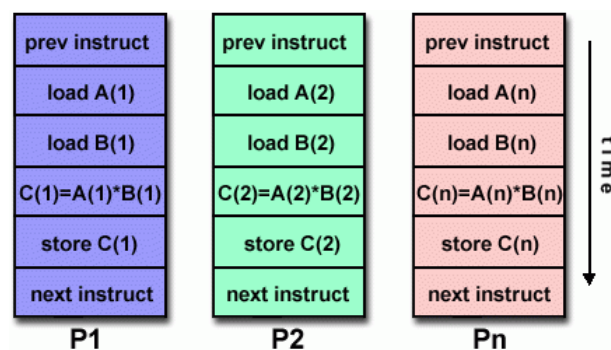 prev instruct
load A(1)
load B(1)
C(1)=A(1)*B(1)
store C(1)
next instruct
P1
prev instruct
load A(2)
load B(2)
C(2)=A(2)*B(2)
store C(2)
next instruct
P2
prev instruct
load A(n)
load B(n)
C(n)=A(n)*B(n)
store C(n)
next instruct
Pn
time